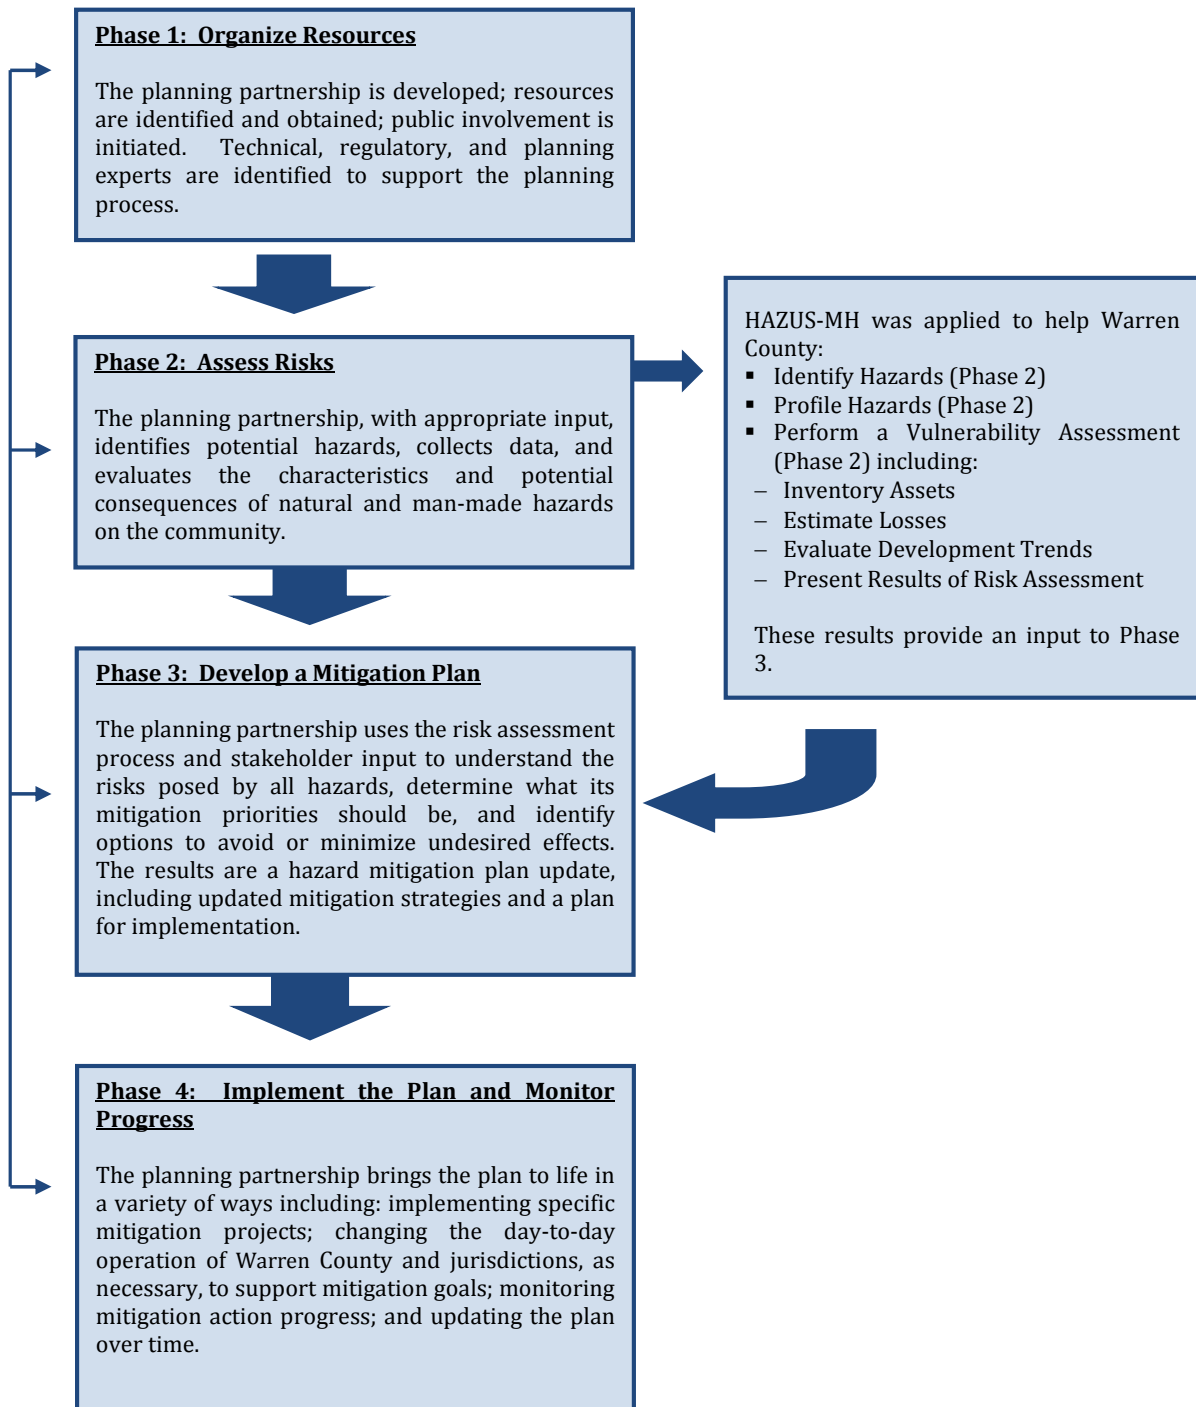 Phase 1: Organize Resources
The planning partnership is developed; resources
are identified and obtained; public involvement is
initiated. Technical, regulatory, and planning
experts are identified to support the planning
process.
Phase 2: Assess Risks
The planning partnership, with appropriate input,
identifies potential hazards, collects data, and
evaluates the characteristics and potential
consequences of natural and man-made hazards
on the community.
HAZUS-MH was applied to help Warren
County:
▪ Identify Hazards (Phase 2)
▪ Profile Hazards (Phase 2)
▪ Perform a Vulnerability Assessment
(Phase 2) including:
– Inventory Assets
– Estimate Losses
– Evaluate Development Trends
– Present Results of Risk Assessment
These results provide an input to Phase
3.
Phase 3: Develop a Mitigation Plan
The planning partnership uses the risk assessment
process and stakeholder input to understand the
risks posed by all hazards, determine what its
mitigation priorities should be, and identify
options to avoid or minimize undesired effects.
The results are a hazard mitigation plan update,
including updated mitigation strategies and a plan
for implementation.
Phase 4: Implement the Plan and Monitor
Progress
The planning partnership brings the plan to life in
a variety of ways including: implementing specific
mitigation projects; changing the day-to-day
operation of Warren County and jurisdictions, as
necessary, to support mitigation goals; monitoring
mitigation action progress; and updating the plan
over time.